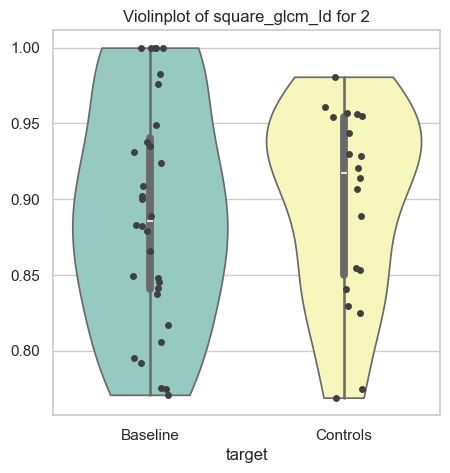 Violinplot of square_glcm_Id for 2
1.00
0.95
0.90
0.85
0.80
Baseline
Controls
target